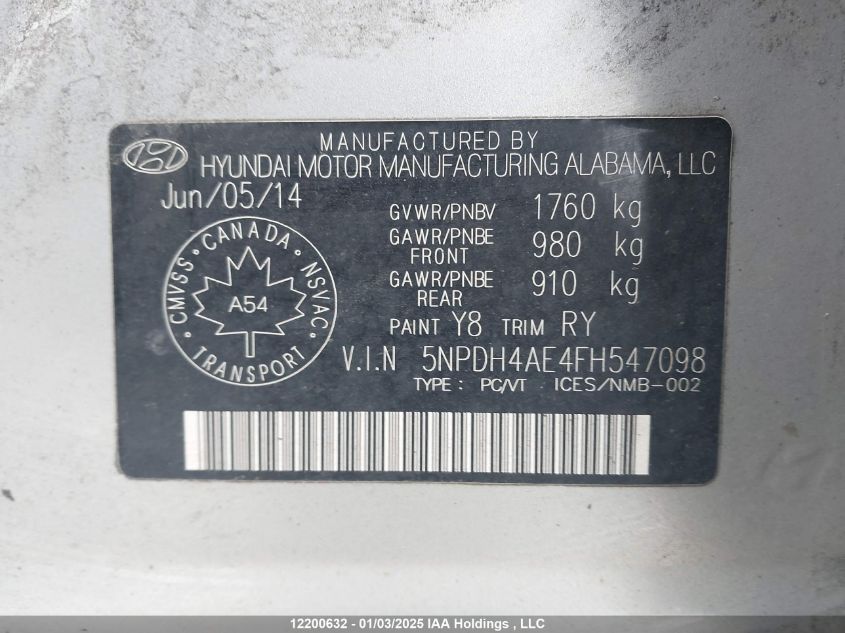 MANUFACTURED BY
HYUNDAI MOTOR MANUFACTURING ALABAMA, LLC
Jun/05/14
GVWR/PNBV 1760 kg
GAWR/PNBE FRONT 980 kg
GAWR/PNBE REAR 910 kg
CANADA
CMVSS
NSVAC
A54
TRANSPORT
PAINT Y8 TRIM RY
V.I.N 5NPDH4AE4FH547098
TYPE: PC/VT ICES/NMB-002
12200632 - 01/03/2025 IAA Holdings , LLC